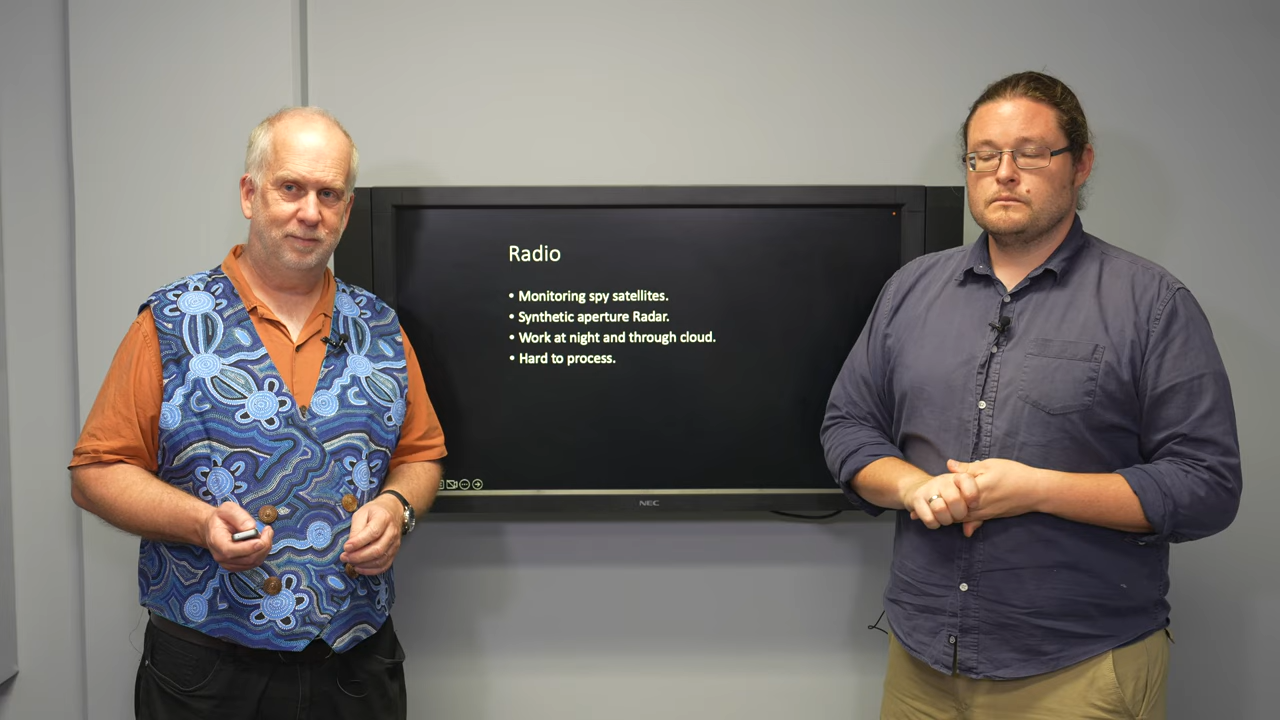 Radio
• Monitoring spy satellites.
• Synthetic aperture Radar.
• Work at night and through cloud.
• Hard to process.
NEC